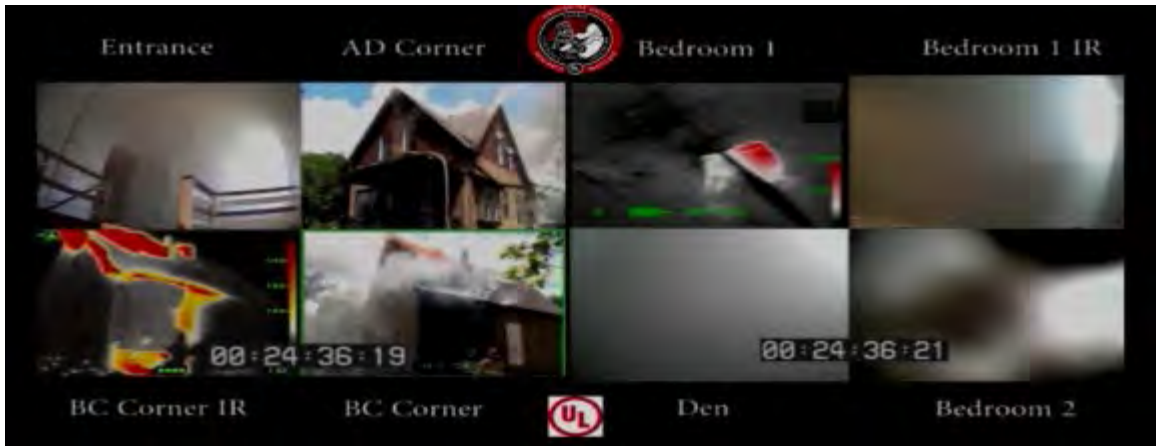 Entrance
AD Corner
Bedroom 1
Bedroom 1 IR
00:24:36:19
00:24:36:21
BC Corner IR
BC Corner
UL
Den
Bedroom 2